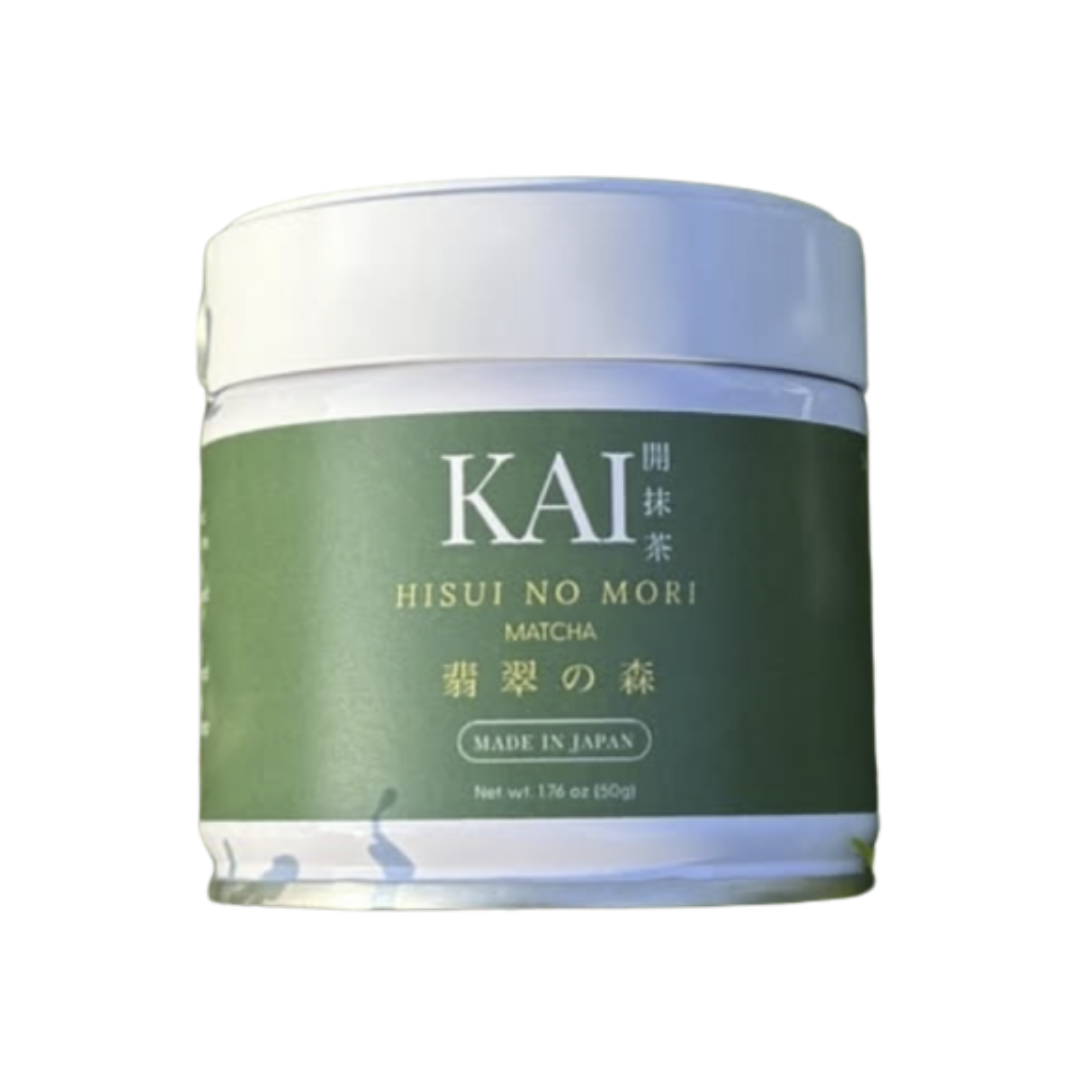 KAI
開抹茶
HISUI NO MORI
MATCHA
翡翠の森
MADE IN JAPAN
Net wt. 1.76 oz (50g)